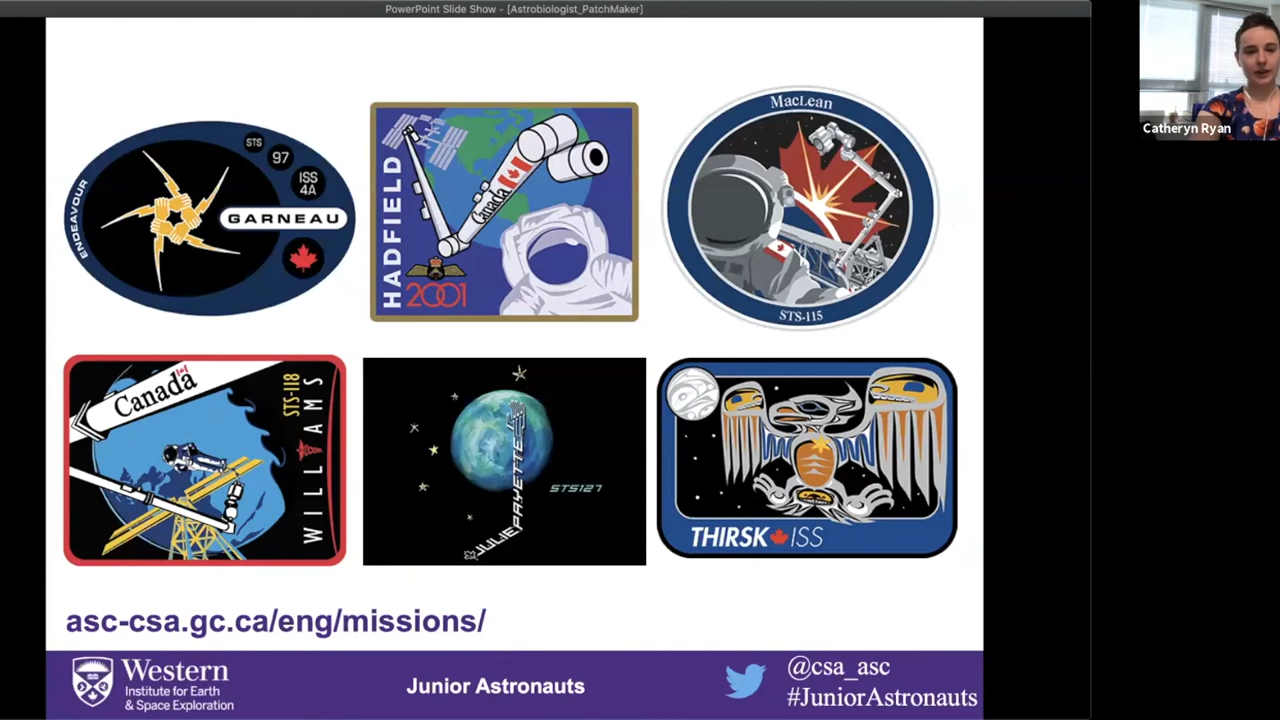 PowerPoint Slide Show - [Astrobiologist_PatchMaker]
Catheryn Ryan
ENDEAVOUR
STS
97
ISS
4A
GARNEAU
HADFIELD
Canada
2001
MACLEAN
STS-115
Canada
STS-118
WILLIAMS
JULIE PAYETTE
STS127
THIRSK ISS
asc-csa.gc.ca/eng/missions/
Western
Institute for Earth
& Space Exploration
Junior Astronauts
@csa_asc
#JuniorAstronauts